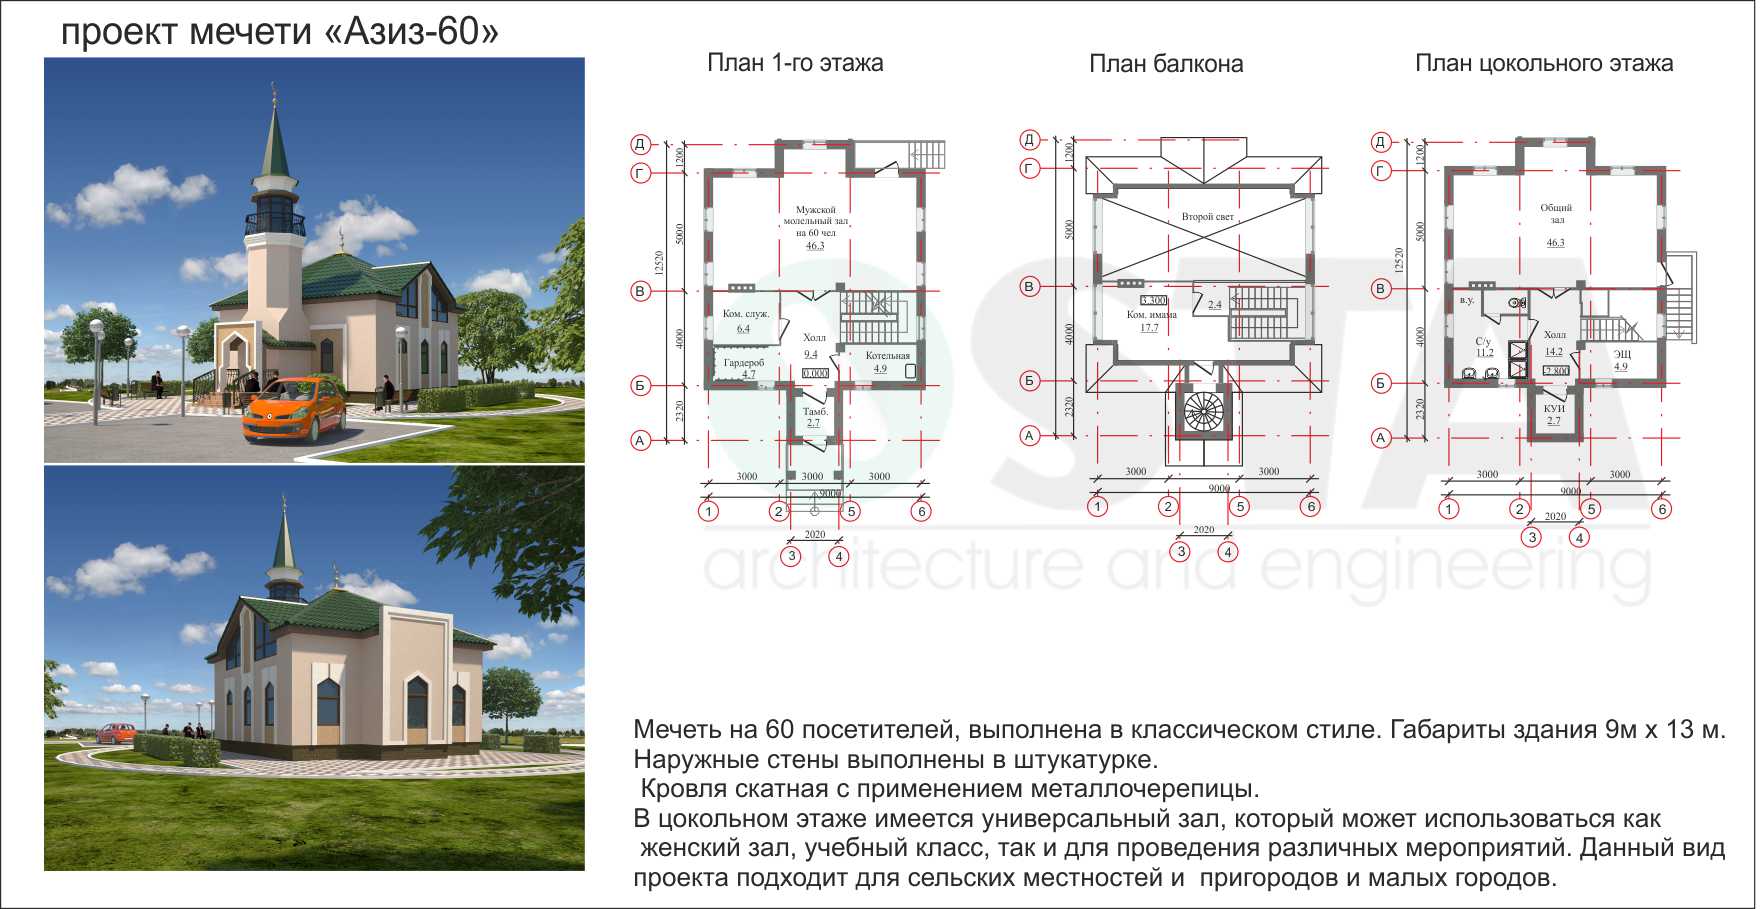 проект мечети «Азиз-60»
План 1-го этажа
План балкона
План цокольного этажа
Д
Г
В
Б
А
1200
5000
12520
4000
2320
Мужской
молельный зал
на 60 чел
46.3
Ком. служ.
6.4
Холл
9.4
Гардероб
4.7
0.000
Котельная
4.9
Тамб.
2.7
3000
3000
3000
9000
1
2
5
6
2020
3
4
Д
Г
В
Б
А
1200
5000
4000
2320
Второй свет
3.300
Ком. имама
17.7
2.4
3000
3000
9000
1
2
5
6
2020
3
4
Д
Г
В
Б
А
1200
5000
12520
4000
2320
Общий
зал
46.3
в.у.
С/у
11.2
Холл
14.2
-2.800
ЭЩ
4.9
КУИ
2.7
3000
3000
9000
1
2
5
6
2020
3
4
OSTA
architecture and engineering
Мечеть на 60 посетителей, выполнена в классическом стиле. Габариты здания 9м х 13 м.
Наружные стены выполнены в штукатурке.
Кровля скатная с применением металлочерепицы.
В цокольном этаже имеется универсальный зал, который может использоваться как
женский зал, учебный класс, так и для проведения различных мероприятий. Данный вид
проекта подходит для сельских местностей и пригородов и малых городов.